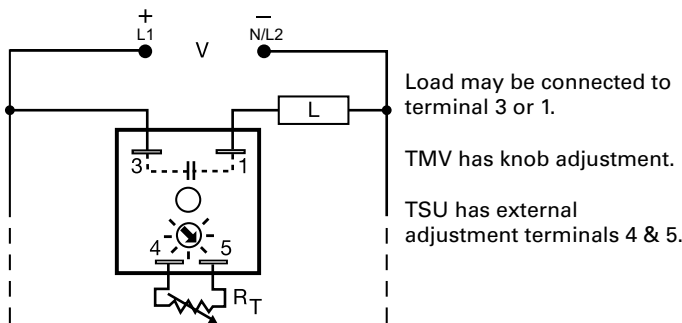 + –
L1 V N/L2
L
Load may be connected to
terminal 3 or 1.
3 1
TMV has knob adjustment.
TSU has external
adjustment terminals 4 & 5.
4 5
RT